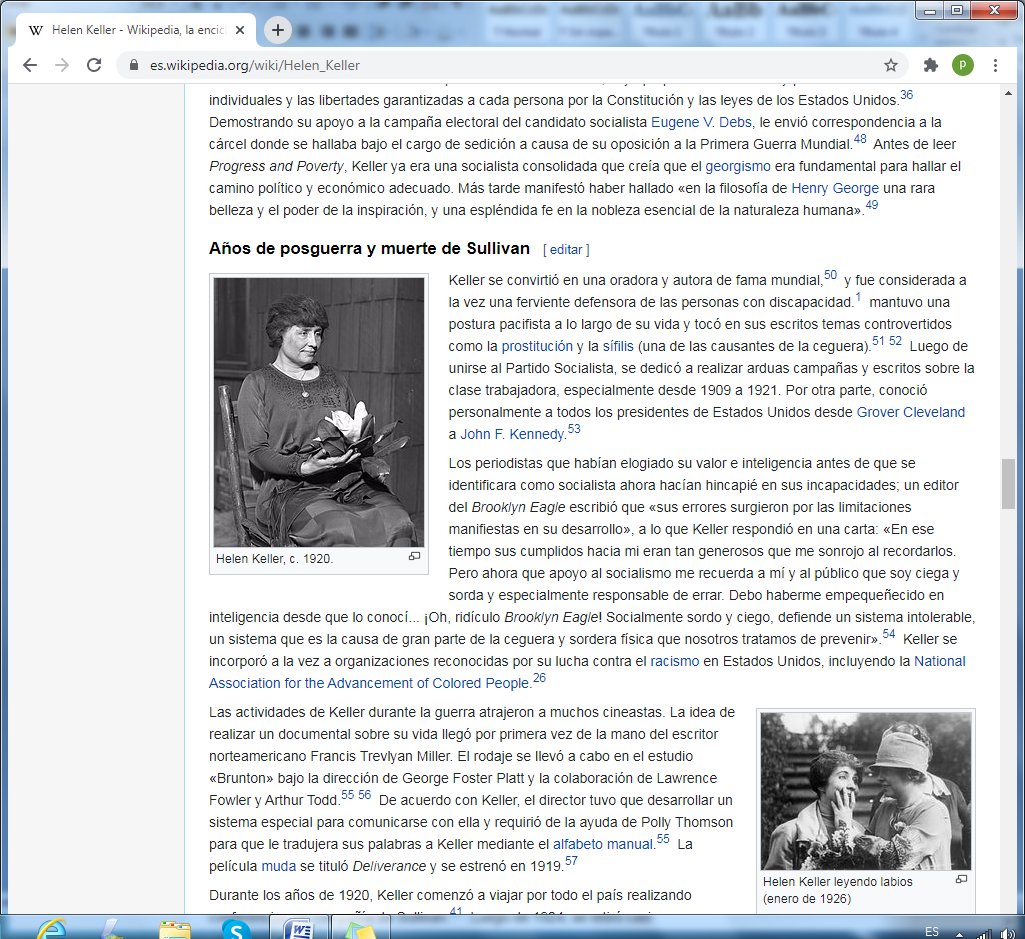 Helen Keller - Wikipedia, la encic
es.wikipedia.org/wiki/Helen_Keller
P
individuales y las libertades garantizadas a cada persona por la Constitución y las leyes de los Estados Unidos.36
Demostrando su apoyo a la campaña electoral del candidato socialista Eugene V. Debs, le envió correspondencia a la
cárcel donde se hallaba bajo el cargo de sedición a causa de su oposición a la Primera Guerra Mundial.48 Antes de leer
Progress and Poverty, Keller ya era una socialista consolidada que creía que el georgismo era fundamental para hallar el
camino político y económico adecuado. Más tarde manifestó haber hallado «en la filosofía de Henry George una rara
belleza y el poder de la inspiración, y una espléndida fe en la nobleza esencial de la naturaleza humana».49
Años de posguerra y muerte de Sullivan [ editar ]
Helen Keller, c. 1920.
Keller se convirtió en una oradora y autora de fama mundial,50 y fue considerada a
la vez una ferviente defensora de las personas con discapacidad.1 mantuvo una
postura pacifista a lo largo de su vida y tocó en sus escritos temas controvertidos
como la prostitución y la sífilis (una de las causantes de la ceguera).51 52 Luego de
unirse al Partido Socialista, se dedicó a realizar arduas campañas y escritos sobre la
clase trabajadora, especialmente desde 1909 a 1921. Por otra parte, conoció
personalmente a todos los presidentes de Estados Unidos desde Grover Cleveland
a John F. Kennedy.53
Los periodistas que habían elogiado su valor e inteligencia antes de que se
identificara como socialista ahora hacían hincapié en sus incapacidades; un editor
del Brooklyn Eagle escribió que «sus errores surgieron por las limitaciones
manifiestas en su desarrollo», a lo que Keller respondió en una carta: «En ese
tiempo sus cumplidos hacia mi eran tan generosos que me sonrojo al recordarlos.
Pero ahora que apoyo al socialismo me recuerda a mí y al público que soy ciega y
sorda y especialmente responsable de errar. Debo haberme empequeñecido en
inteligencia desde que lo conocí... ¡Oh, ridículo Brooklyn Eagle! Socialmente sordo y ciego, defiende un sistema intolerable,
un sistema que es la causa de gran parte de la ceguera y sordera física que nosotros tratamos de prevenir».54 Keller se
incorporó a la vez a organizaciones reconocidas por su lucha contra el racismo en Estados Unidos, incluyendo la National
Association for the Advancement of Colored People.26
Las actividades de Keller durante la guerra atrajeron a muchos cineastas. La idea de
realizar un documental sobre su vida llegó por primera vez de la mano del escritor
norteamericano Francis Trevlyan Miller. El rodaje se llevó a cabo en el estudio
«Brunton» bajo la dirección de George Foster Platt y la colaboración de Lawrence
Fowler y Arthur Todd.55 56 De acuerdo con Keller, el director tuvo que desarrollar un
sistema especial para comunicarse con ella y requirió de la ayuda de Polly Thomson
para que le tradujera sus palabras a Keller mediante el alfabeto manual.55 La
película muda se tituló Deliverance y se estrenó en 1919.57
Helen Keller leyendo labios
(enero de 1926)
Durante los años de 1920, Keller comenzó a viajar por todo el país realizando
ES